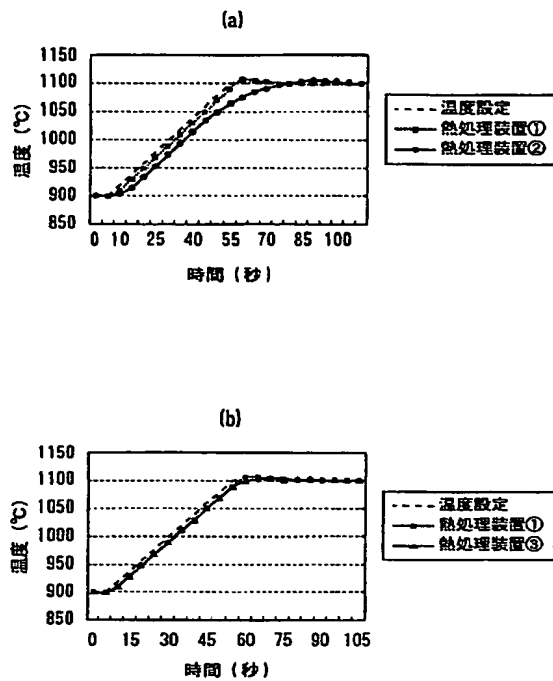 (a)
1150
1100
1050
1000
950
900
850
温度 (℃)
0 10 25 40 55 70 85 100
時間 (秒)
温度設定
熱処理装置①
熱処理装置②
(b)
1150
1100
1050
1000
950
900
850
温度 (℃)
0 15 30 45 60 75 90 105
時間 (秒)
温度設定
熱処理装置①
熱処理装置③